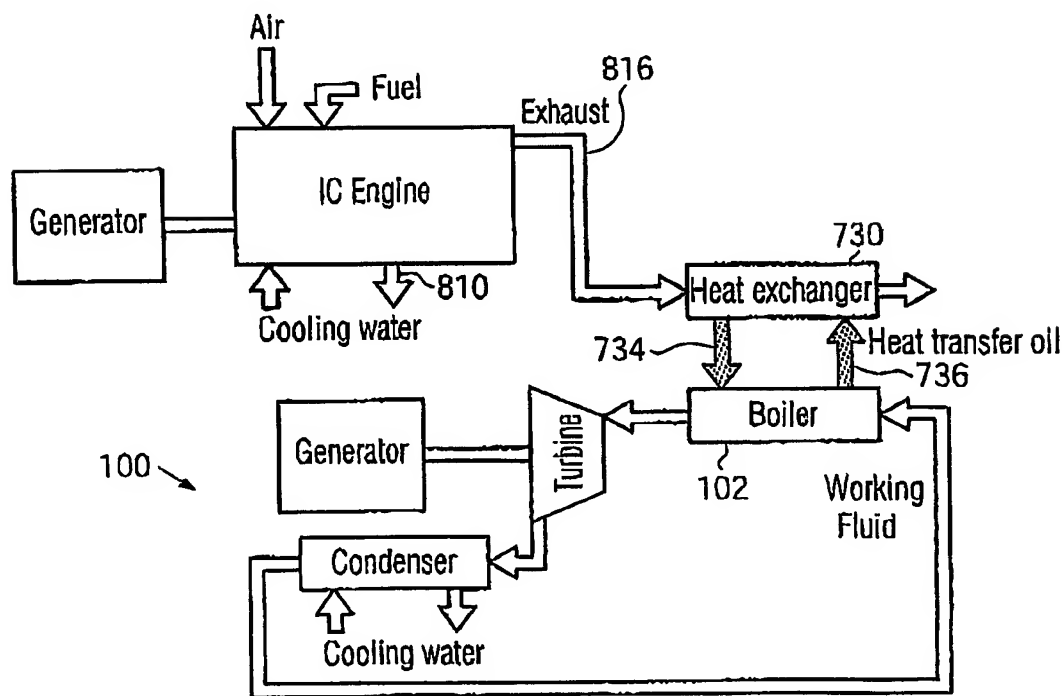 Air
816
Fuel
Exhaust
IC Engine
Generator
730
810
Heat exchanger
Cooling water
734
Heat transfer oil
736
Boiler
Turbine
Generator
100
102
Working
Fluid
Condenser
Cooling water